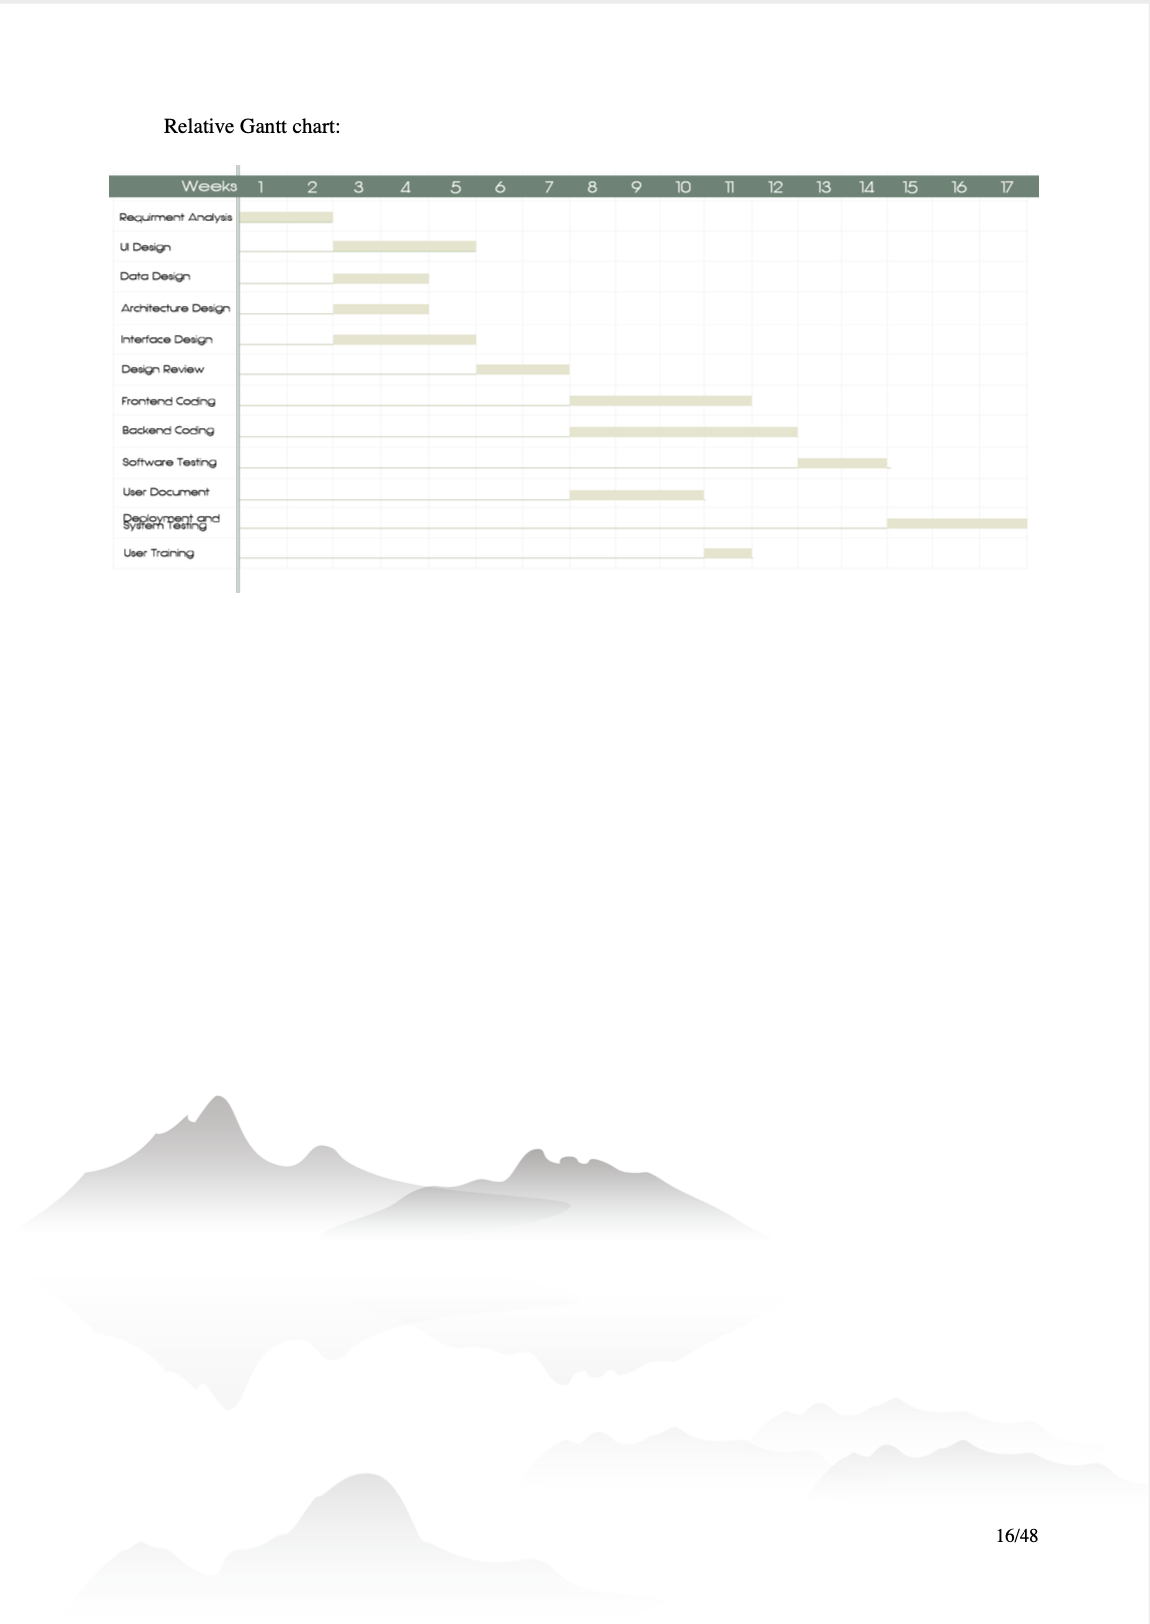 Relative Gantt chart:
Weeks 1 2 3 4 5 6 7 8 9 10 11 12 13 14 15 16 17
Requirment Analysis
UI Design
Data Design
Architecture Design
Interface Design
Design Review
Frontend Coding
Backend Coding
Software Testing
User Document
Deployment and
System Testing
User Training
16/48